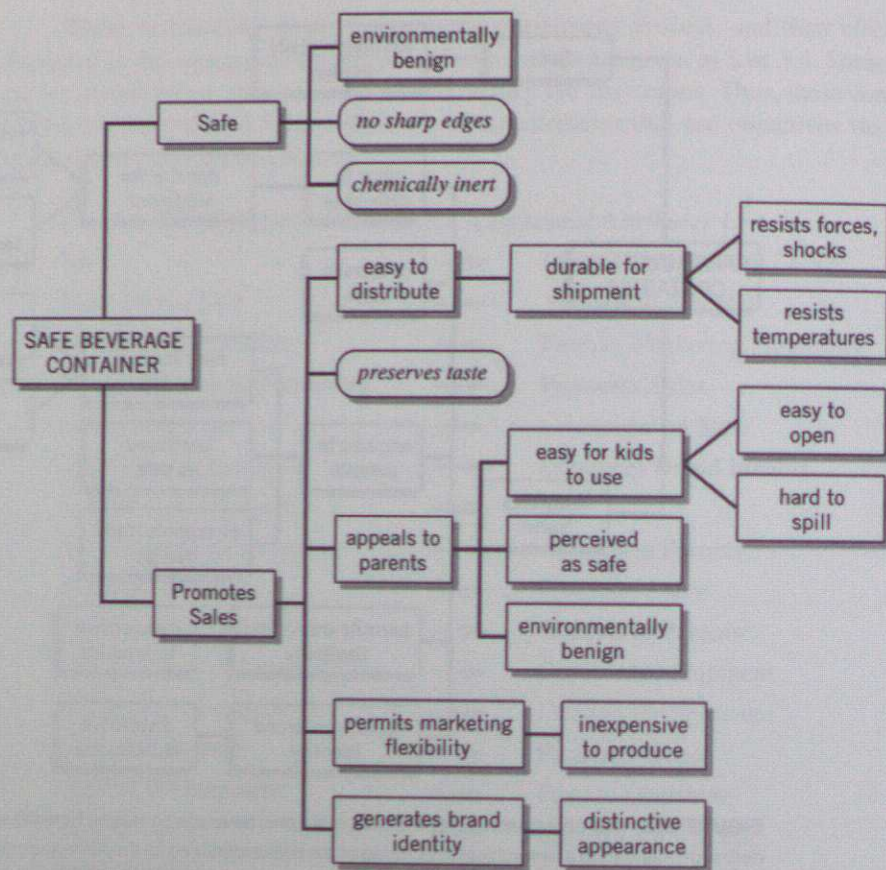 environmentally
benign
Safe
no sharp edges
chemically inert
easy to
distribute
durable for
shipment
resists forces,
shocks
resists
temperatures
SAFE BEVERAGE
CONTAINER
preserves taste
easy for kids
to use
easy to
open
hard to
spill
appeals to
parents
perceived
as safe
environmentally
benign
Promotes
Sales
permits marketing
flexibility
inexpensive
to produce
generates brand
identity
distinctive
appearance